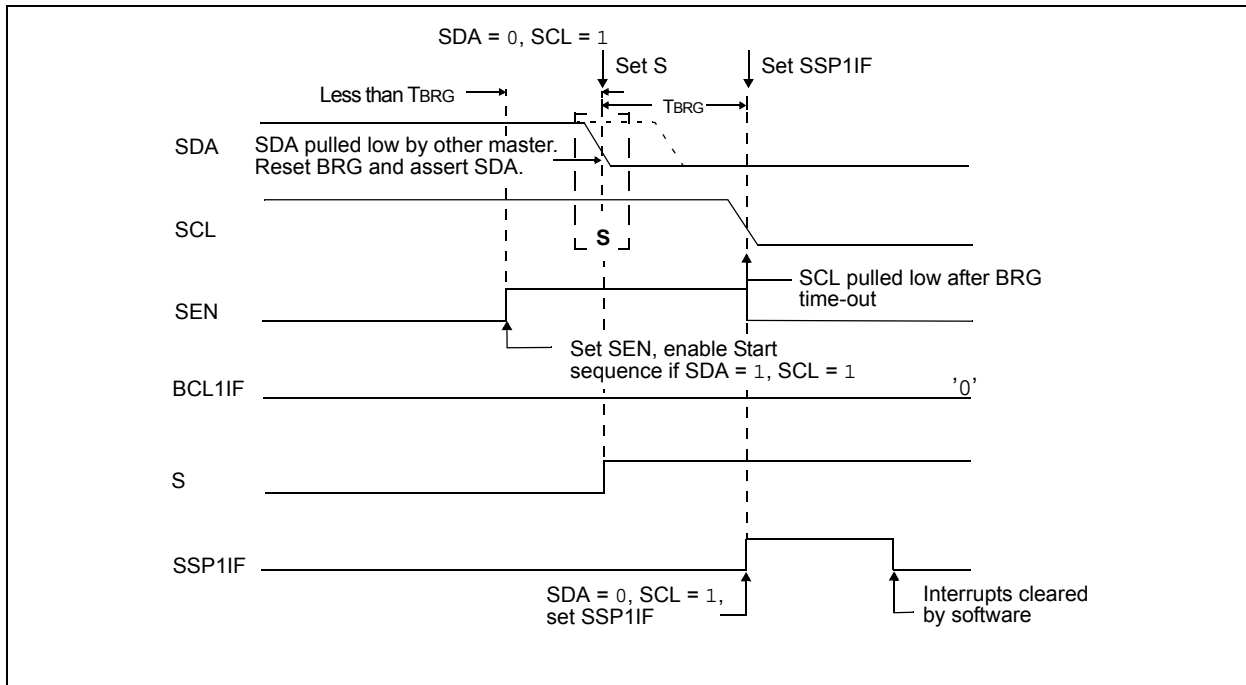 SDA = 0, SCL = 1
Set S
Set SSP1IF
Less than TBRG
TBRG
SDA
SDA pulled low by other master.
Reset BRG and assert SDA.
SCL
S
SCL pulled low after BRG
time-out
SEN
Set SEN, enable Start
sequence if SDA = 1, SCL = 1
BCL1IF
'0'
S
SSP1IF
SDA = 0, SCL = 1,
set SSP1IF
Interrupts cleared
by software